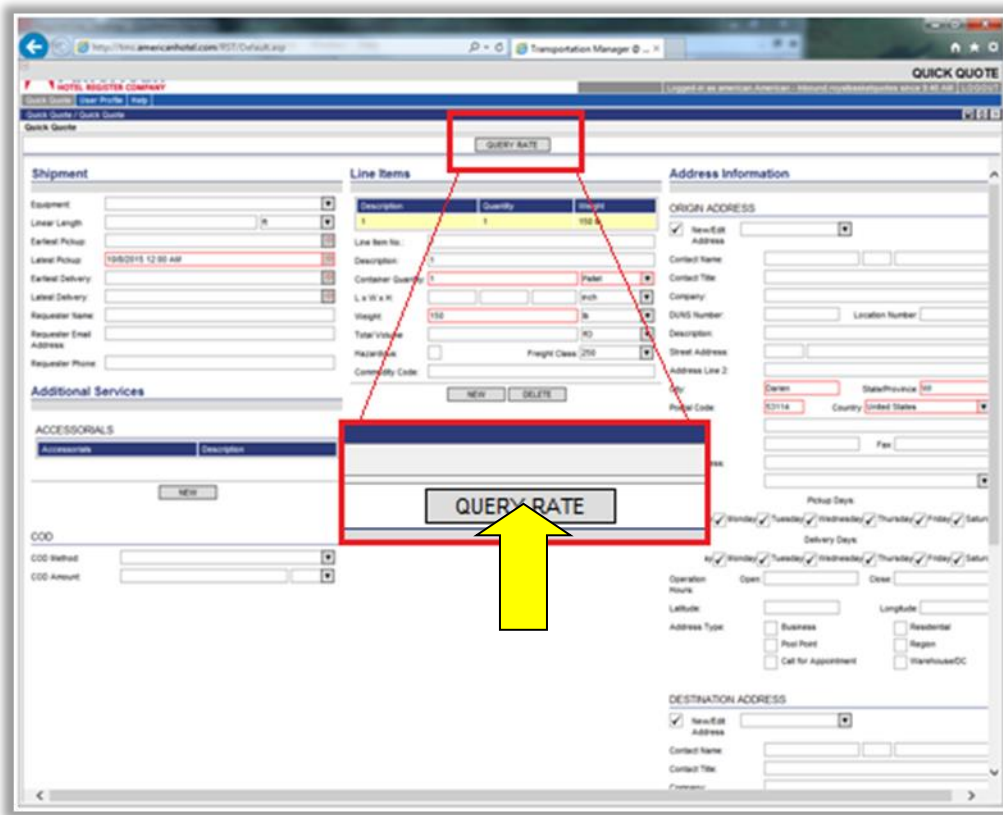 http://tms.americanhotel.com/RST/Default.asp
Transportation Manager @ ...
QUICK QUOTE
HOTEL REGISTER COMPANY
LOGOUT
Quick Quote User Profile Help
Quick Quote / Quick Quote
Quick Quote
QUERY RATE
Shipment
Equipment:
Linear Length: ft
Earliest Pickup:
Latest Pickup: 10/8/2015 12:00 AM
Earliest Delivery:
Latest Delivery:
Requester Name:
Requester Email
Address:
Requester Phone:
Additional Services
ACCESSORIALS
Accessorials Description
NEW
COD
COD Method:
COD Amount:
Line Items
Description Quantity Weight
1 1 150 lb
Line Item No.:
Description: 1
Container Quantity: 1 Pallet
L x W x H: inch
Weight: 150 lb
Total Volume:
Hazardous: Freight Class: 250
Commodity Code:
NEW DELETE
QUERY RATE
Address Information
ORIGIN ADDRESS
New/Edit
Address
Contact Name:
Contact Title:
Company:
DUNS Number: Location Number:
Description:
Street Address:
Address Line 2:
City: Darien State/Province: WI
Postal Code: 53114 Country: United States
Fax:
Pickup Days:
Monday Tuesday Wednesday Thursday Friday Satur
Delivery Days:
ay Monday Tuesday Wednesday Thursday Friday Satur
Operation Open: Close:
Hours:
Latitude: Longitude:
Address Type: Business Residential
Pool Point Region
Call for Appointment Warehouse/DC
DESTINATION ADDRESS
New/Edit
Address
Contact Name:
Contact Title:
Company: